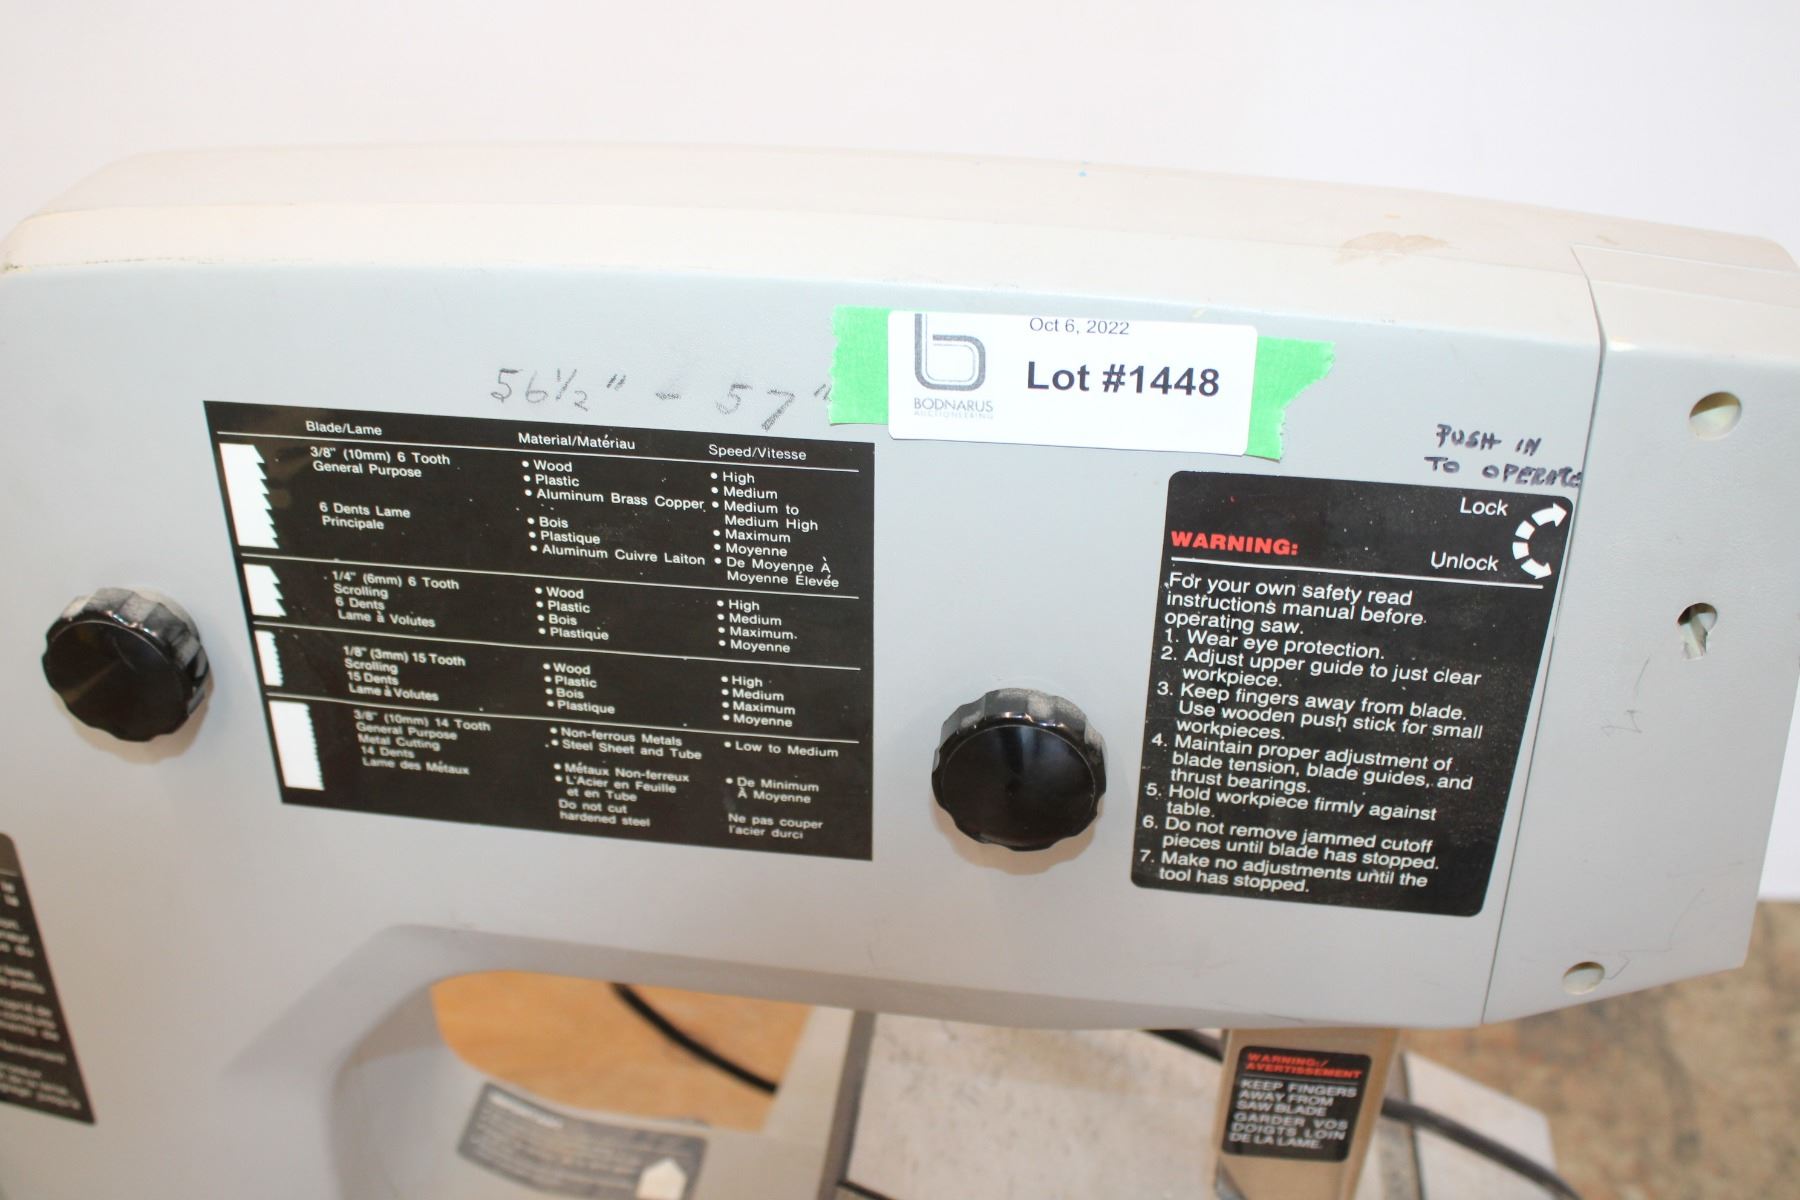 Oct 6, 2022
Lot #1448
BODNARUS
AUCTIONEERING
56½" - 57"
PUSH IN
TO OPERATE
Blade/Lame Material/Matériau Speed/Vitesse
3/8" (10mm) 6 Tooth
General Purpose
6 Dents Lame
Principale
• Wood
• Plastic
• Aluminum Brass Copper
• Bois
• Plastique
• Aluminum Cuivre Laiton
• High
• Medium
• Medium to
Medium High
• Maximum
• Moyenne
• De Moyenne À
Moyenne Élevée
1/4" (6mm) 6 Tooth
Scrolling
6 Dents
Lame à Volutes
• Wood
• Plastic
• Bois
• Plastique
• High
• Medium
• Maximum
• Moyenne
1/8" (3mm) 15 Tooth
Scrolling
15 Dents
Lame à Volutes
• Wood
• Plastic
• Bois
• Plastique
• High
• Medium
• Maximum
• Moyenne
3/8" (10mm) 14 Tooth
General Purpose
Metal Cutting
14 Dents
Lame des Métaux
• Non-ferrous Metals
• Steel Sheet and Tube
• Métaux Non-ferreux
• L'Acier en Feuille
et en Tube
Do not cut
hardened steel
• Low to Medium
• De Minimum
À Moyenne
Ne pas couper
l'acier durci
Lock
Unlock
WARNING:
For your own safety read
instructions manual before
operating saw.
1. Wear eye protection.
2. Adjust upper guide to just clear
workpiece.
3. Keep fingers away from blade.
Use wooden push stick for small
workpieces.
4. Maintain proper adjustment of
blade tension, blade guides, and
thrust bearings.
5. Hold workpiece firmly against
table.
6. Do not remove jammed cutoff
pieces until blade has stopped.
7. Make no adjustments until the
tool has stopped.
WARNING:/
AVERTISSEMENT
KEEP FINGERS
AWAY FROM
SAW BLADE
GARDER VOS
DOIGTS LOIN
DE LA LAME.